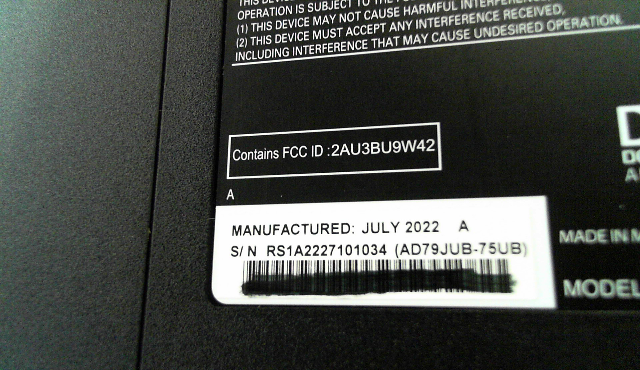 THIS DEVICE
OPERATION IS SUBJECT TO THE
(1) THIS DEVICE MAY NOT CAUSE HARMFUL
(2) THIS DEVICE MUST ACCEPT ANY INTERFERENCE RECEIVED,
INCLUDING INTERFERENCE THAT MAY CAUSE UNDESIRED OPERATION.
Contains FCC ID :2AU3BU9W42
A
MANUFACTURED: JULY 2022 A
S/N RS1A2227101034 (AD79JUB-75UB)
MADE IN
MODEL